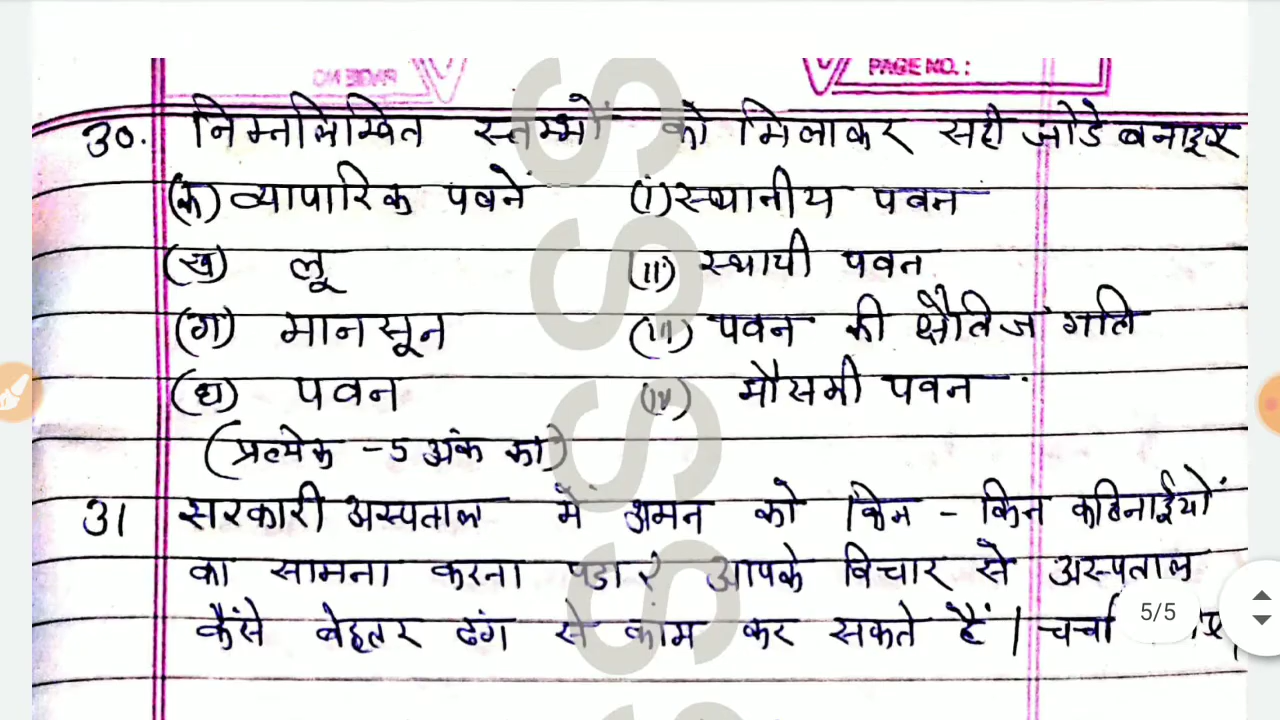 PAGE NO. :
30. निम्नलिखित स्तम्भों को मिलाकर सही जोडे बनाइए
(क) व्यापारिक पवनें (i) स्थानीय पवन
(ख) लू (ii) स्थायी पवन
(ग) मानसून (iii) पवन की क्षैतिज गति
(घ) पवन (iv) मौसमी पवन
(प्रत्येक - 5 अंक का)
31 सरकारी अस्पताल में अमन को किन - किन कठिनाईयों
का सामना करना पडा ? आपके विचार से अस्पताल
कैसे बेहतर ढंग से काम कर सकते हैं | चर्चा
5/5